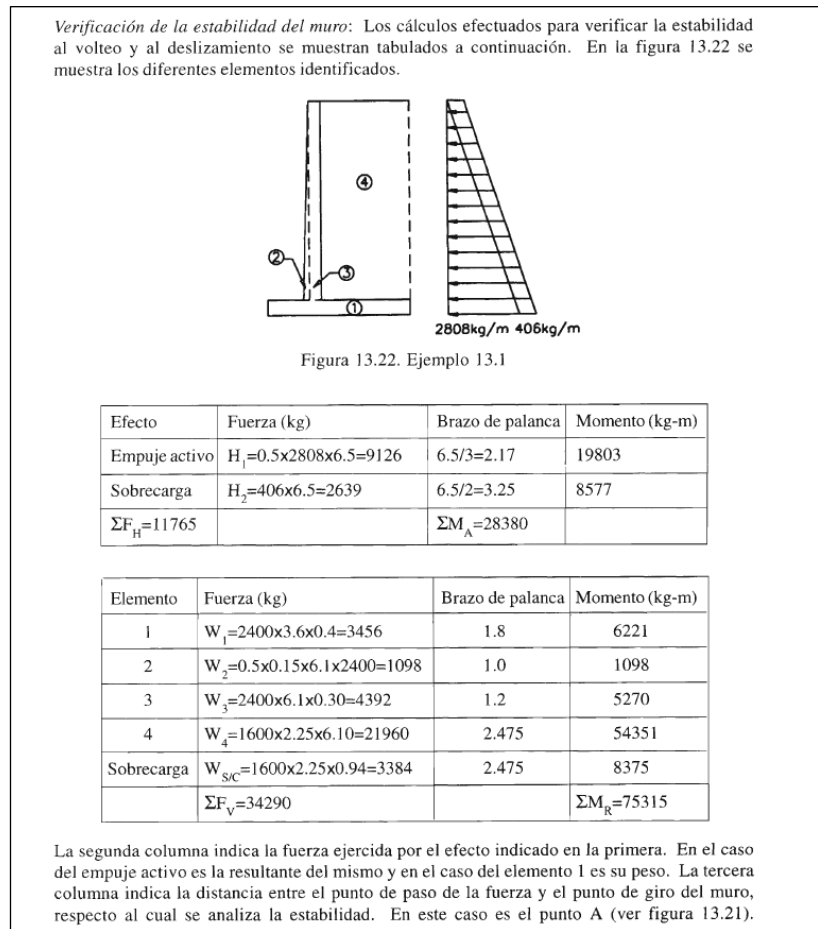 Verificación de la estabilidad del muro: Los cálculos efectuados para verificar la estabilidad
al volteo y al deslizamiento se muestran tabulados a continuación. En la figura 13.22 se
muestra los diferentes elementos identificados.
④
② ③
①
2808kg/m 406kg/m
Figura 13.22. Ejemplo 13.1
Efecto Fuerza (kg) Brazo de palanca Momento (kg-m)
Empuje activo H₁=0.5x2808x6.5=9126 6.5/3=2.17 19803
Sobrecarga H₂=406x6.5=2639 6.5/2=3.25 8577
ΣF_H=11765 ΣM_A=28380
Elemento Fuerza (kg) Brazo de palanca Momento (kg-m)
1 W₁=2400x3.6x0.4=3456 1.8 6221
2 W₂=0.5x0.15x6.1x2400=1098 1.0 1098
3 W₃=2400x6.1x0.30=4392 1.2 5270
4 W₄=1600x2.25x6.10=21960 2.475 54351
Sobrecarga W_S/C=1600x2.25x0.94=3384 2.475 8375
ΣF_V=34290 ΣM_R=75315
La segunda columna indica la fuerza ejercida por el efecto indicado en la primera. En el caso
del empuje activo es la resultante del mismo y en el caso del elemento 1 es su peso. La tercera
columna indica la distancia entre el punto de paso de la fuerza y el punto de giro del muro,
respecto al cual se analiza la estabilidad. En este caso es el punto A (ver figura 13.21).